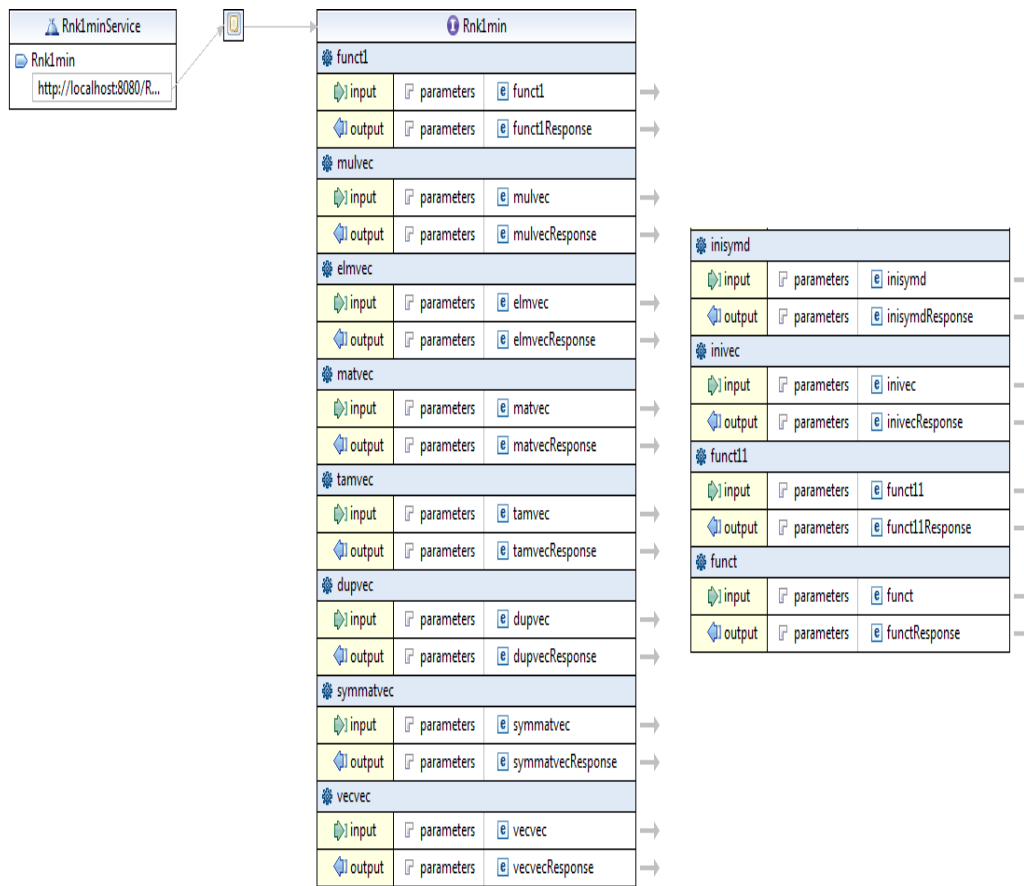 Rnk1minService
Rnk1min
http://localhost:8080/R...
Rnk1min
funct1
input parameters e funct1
output parameters e funct1Response
mulvec
input parameters e mulvec
output parameters e mulvecResponse
elmvec
input parameters e elmvec
output parameters e elmvecResponse
matvec
input parameters e matvec
output parameters e matvecResponse
tamvec
input parameters e tamvec
output parameters e tamvecResponse
dupvec
input parameters e dupvec
output parameters e dupvecResponse
symmatvec
input parameters e symmatvec
output parameters e symmatvecResponse
vecvec
input parameters e vecvec
output parameters e vecvecResponse
inisymd
input parameters e inisymd
output parameters e inisymdResponse
inivec
input parameters e inivec
output parameters e inivecResponse
funct11
input parameters e funct11
output parameters e funct11Response
funct
input parameters e funct
output parameters e functResponse